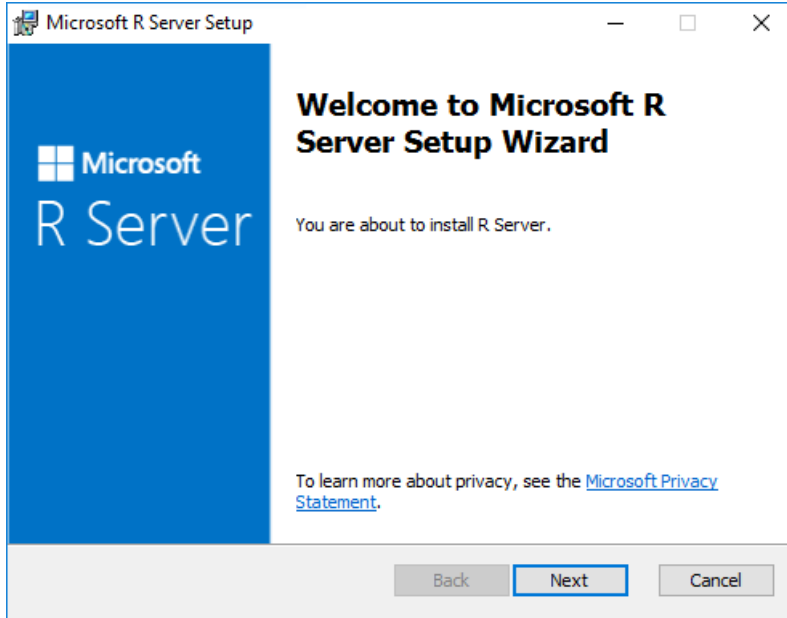 Microsoft R Server Setup
Microsoft
R Server
Welcome to Microsoft R
Server Setup Wizard
You are about to install R Server.
To learn more about privacy, see the Microsoft Privacy
Statement.
Back
Next
Cancel